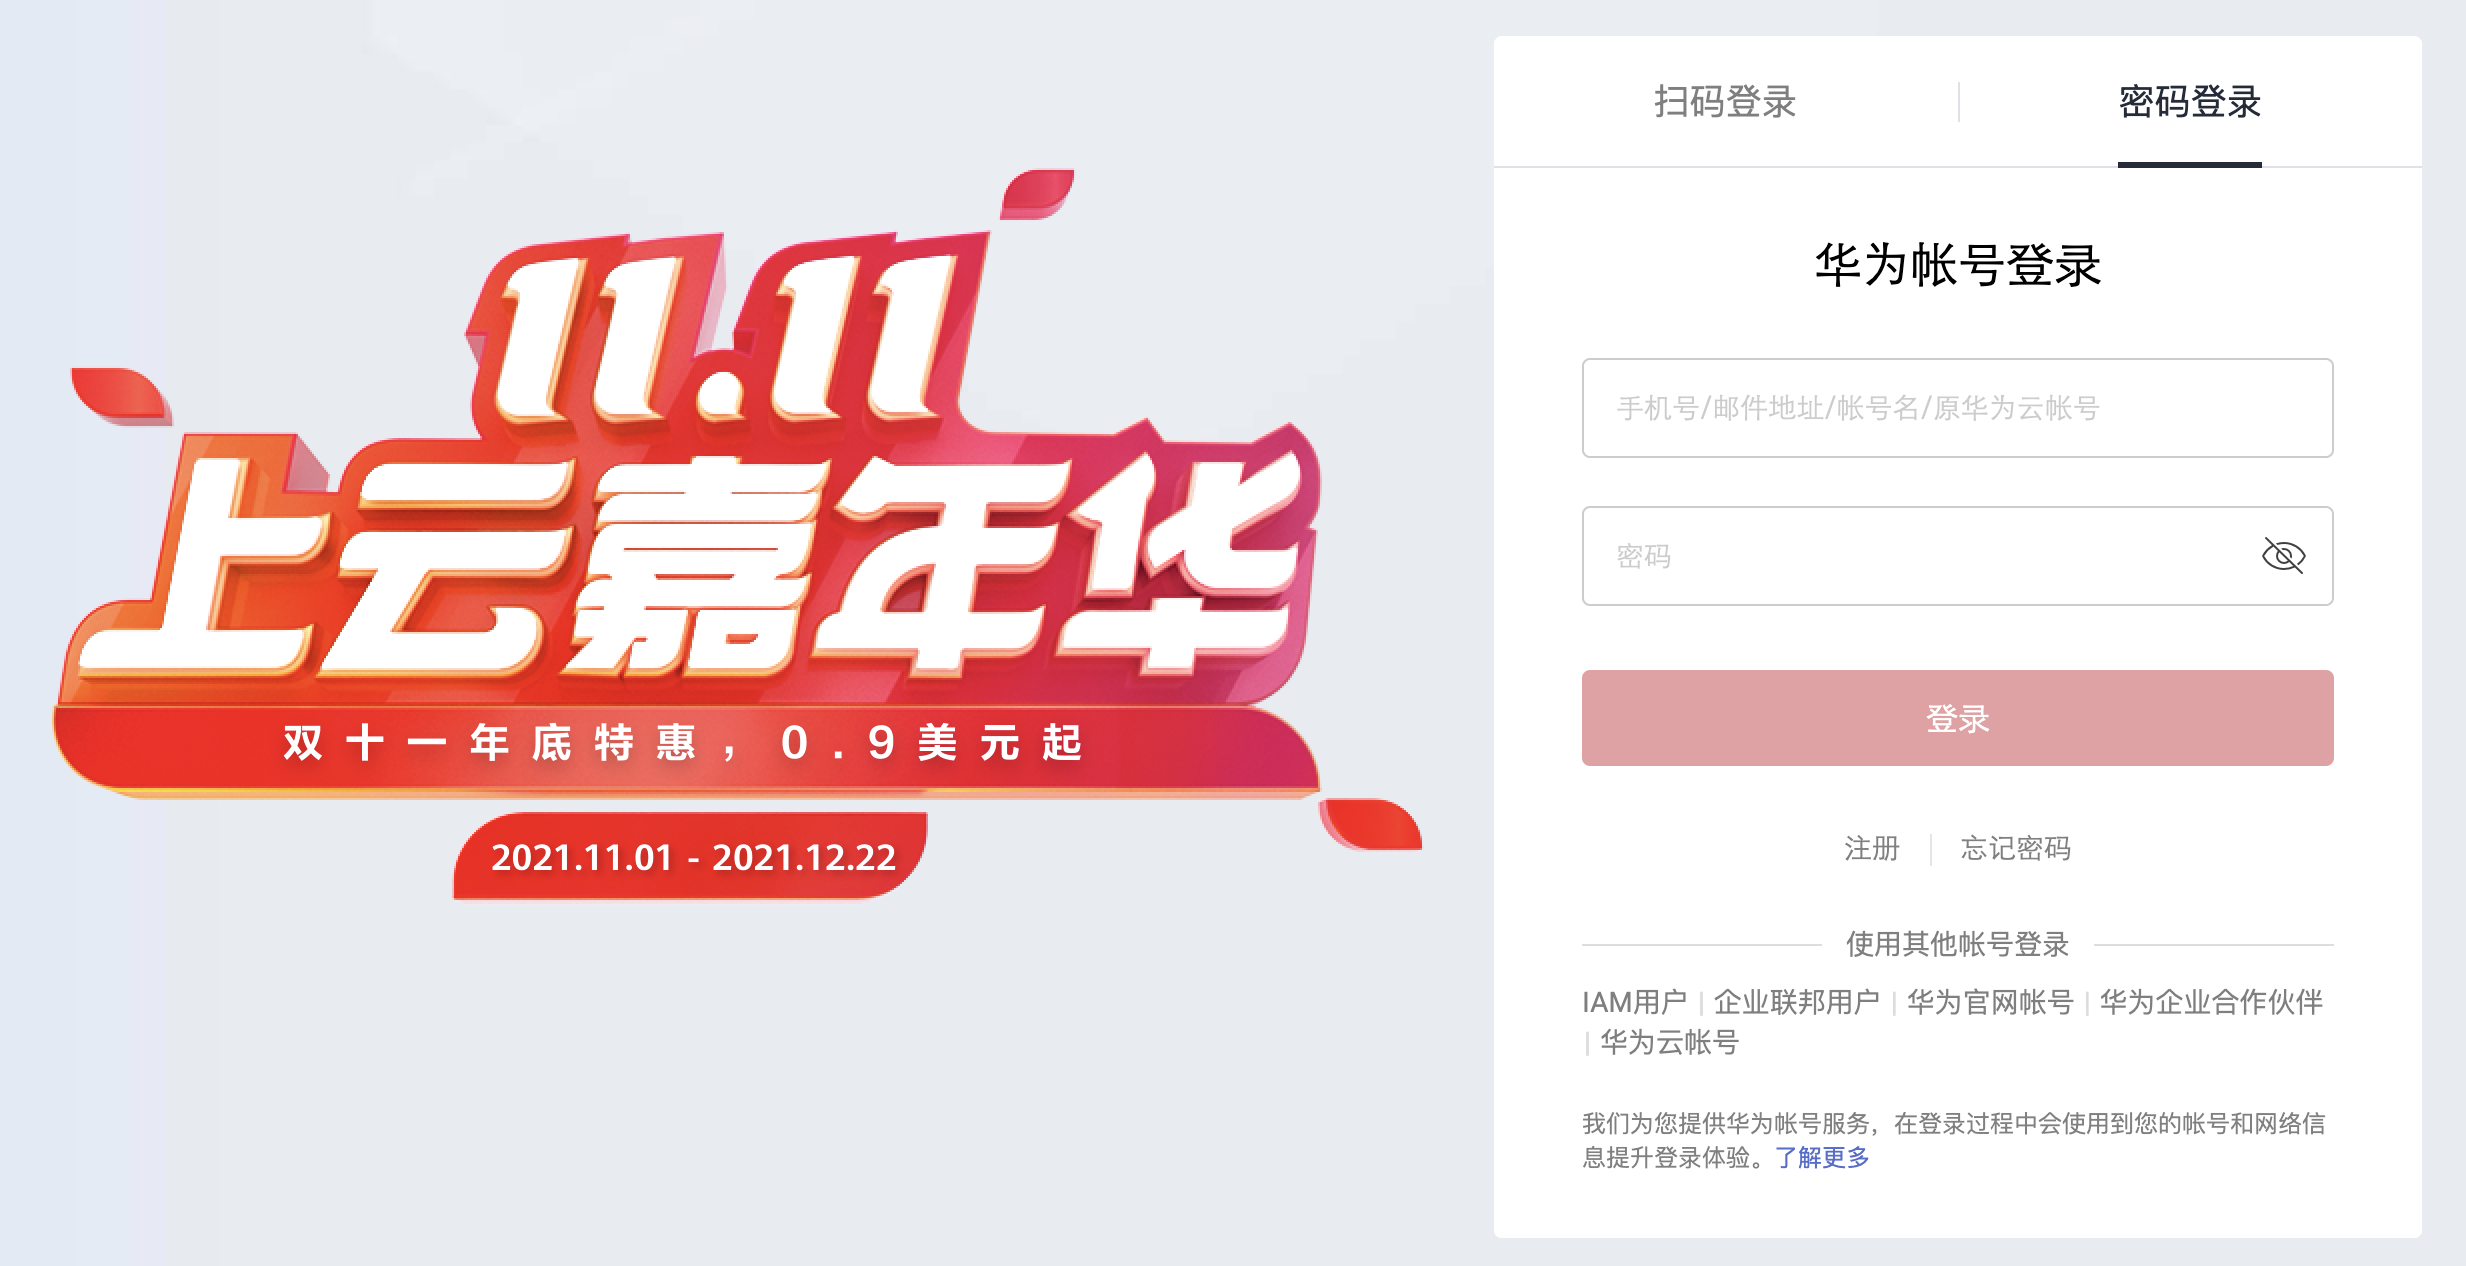 11.11
上云嘉年华
双十一年底特惠，0.9美元起
2021.11.01 - 2021.12.22
扫码登录
密码登录
华为帐号登录
手机号/邮件地址/帐号名/原华为云帐号
密码
登录
注册 | 忘记密码
使用其他帐号登录
IAM用户 | 企业联邦用户 | 华为官网帐号 | 华为企业合作伙伴
| 华为云帐号
我们为您提供华为帐号服务，在登录过程中会使用到您的帐号和网络信
息提升登录体验。了解更多